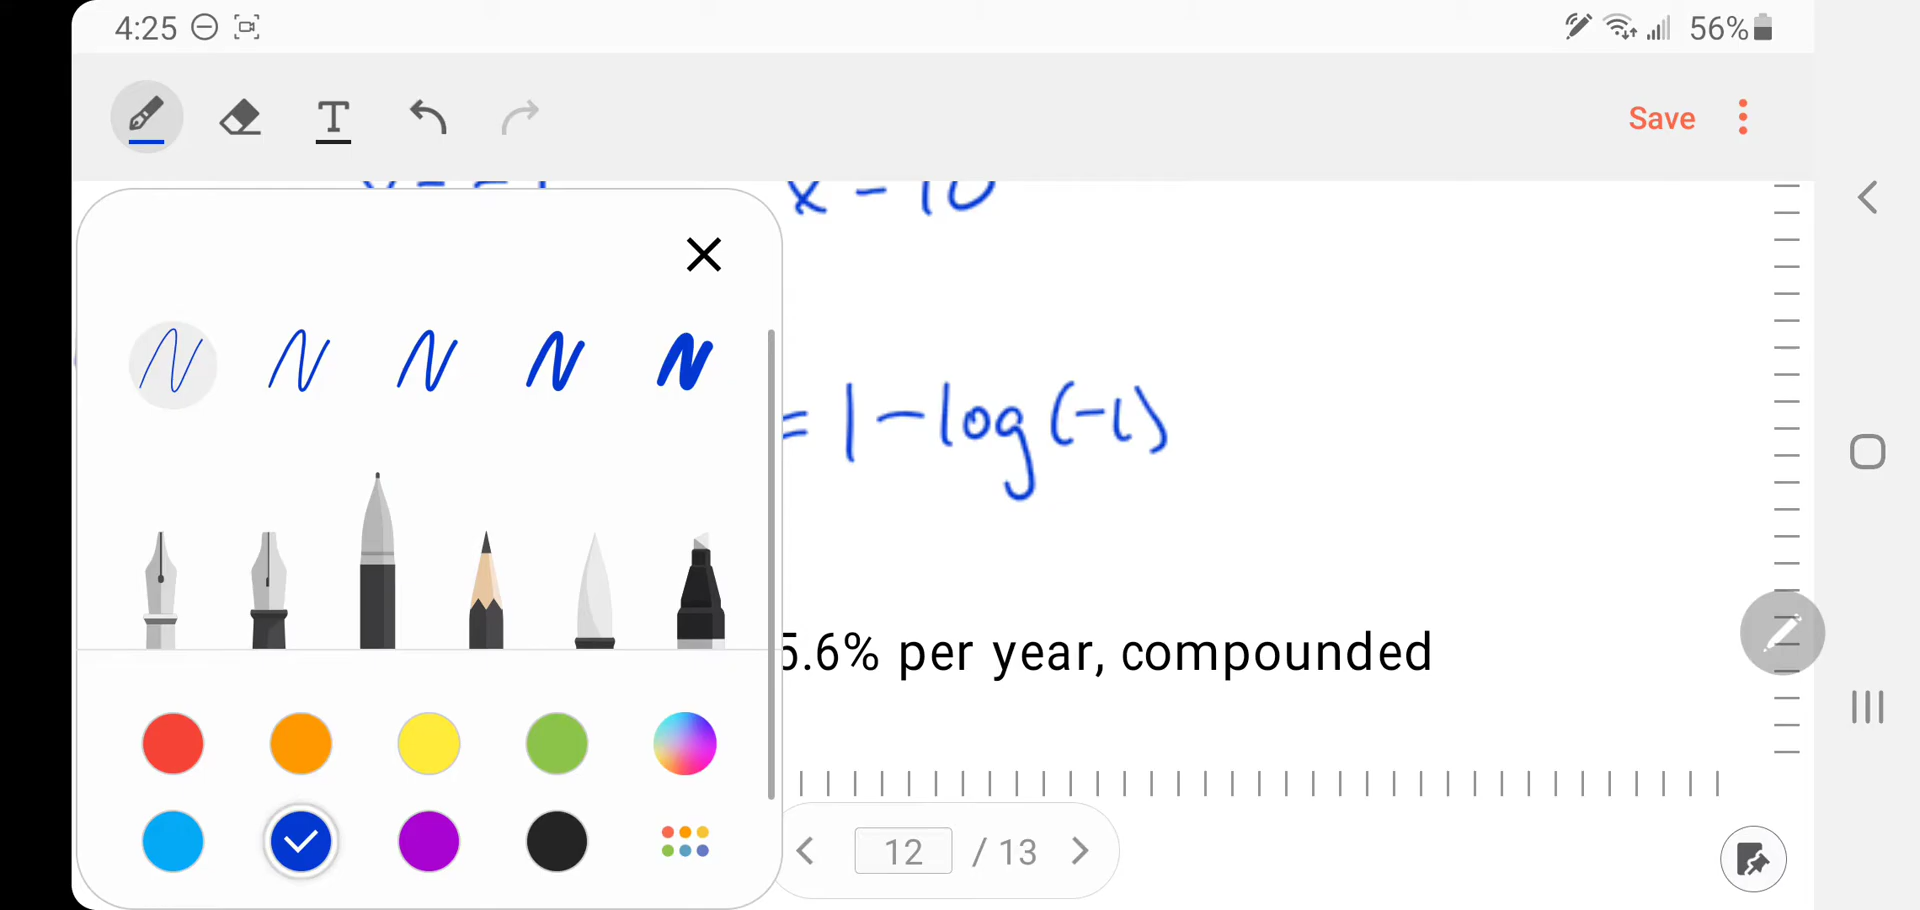 4:25 56%
T Save
x = 10
= 1 - log(-1)
5.6% per year, compounded
12 / 13